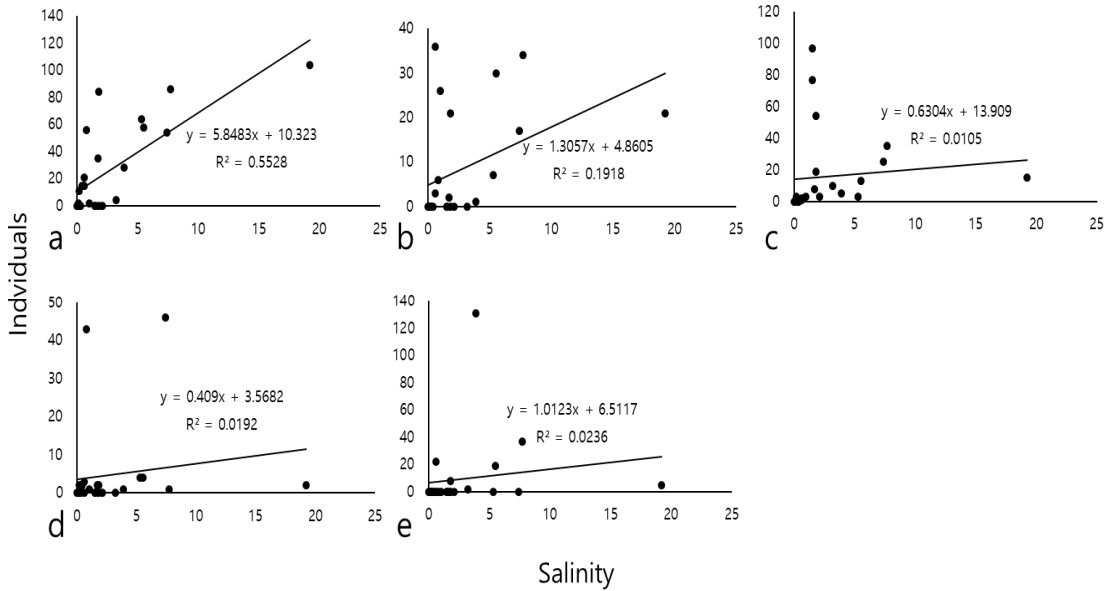 140
120
100
80
60
40
20
0
0 5 10 15 20 25
y = 5.8483x + 10.323
R² = 0.5528
a
40
30
20
10
0
0 5 10 15 20 25
y = 1.3057x + 4.8605
R² = 0.1918
b
120
100
80
60
40
20
0
0 5 10 15 20 25
y = 0.6304x + 13.909
R² = 0.0105
c
Indviduals
50
40
30
20
10
0
0 5 10 15 20 25
y = 0.409x + 3.5682
R² = 0.0192
d
140
120
100
80
60
40
20
0
0 5 10 15 20 25
y = 1.0123x + 6.5117
R² = 0.0236
e
Salinity